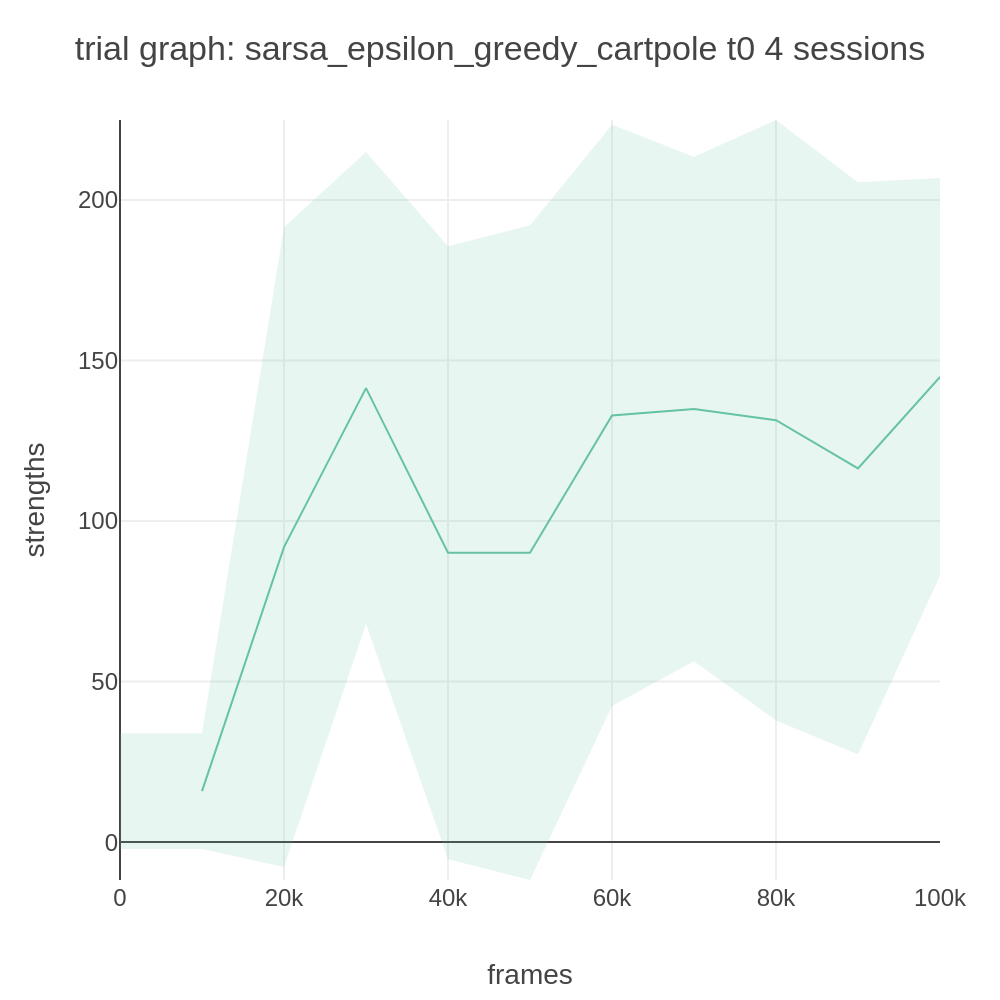 trial graph: sarsa_epsilon_greedy_cartpole t0 4 sessions
200
150
100
50
0
strengths
0 20k 40k 60k 80k 100k
frames